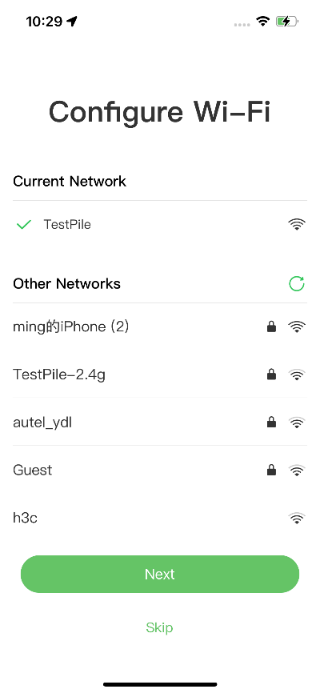 10:29
Configure Wi-Fi
Current Network
TestPile
Other Networks
ming的iPhone (2)
TestPile-2.4g
autel_ydl
Guest
h3c
Next
Skip